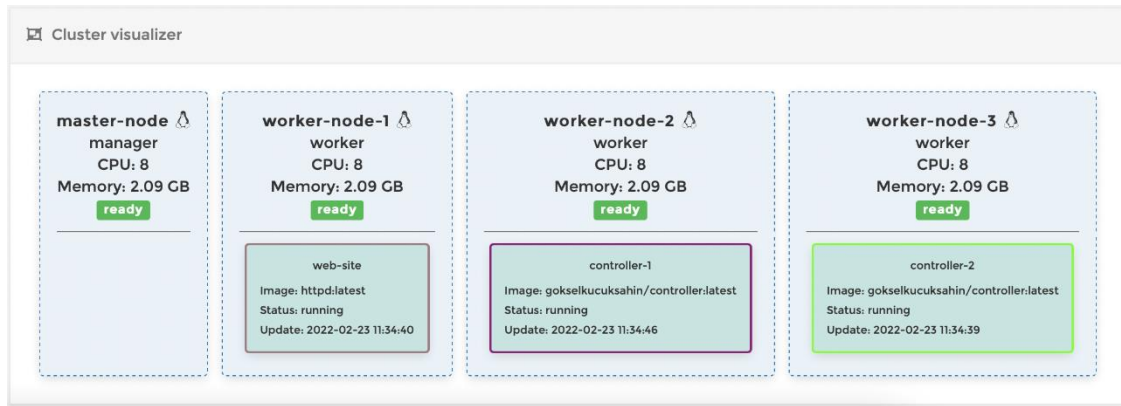 Cluster visualizer
master-node
manager
CPU: 8
Memory: 2.09 GB
ready
worker-node-1
worker
CPU: 8
Memory: 2.09 GB
ready
web-site
Image: httpd:latest
Status: running
Update: 2022-02-23 11:34:40
worker-node-2
worker
CPU: 8
Memory: 2.09 GB
ready
controller-1
Image: gokselkucuksahin/controller:latest
Status: running
Update: 2022-02-23 11:34:46
worker-node-3
worker
CPU: 8
Memory: 2.09 GB
ready
controller-2
Image: gokselkucuksahin/controller:latest
Status: running
Update: 2022-02-23 11:34:39